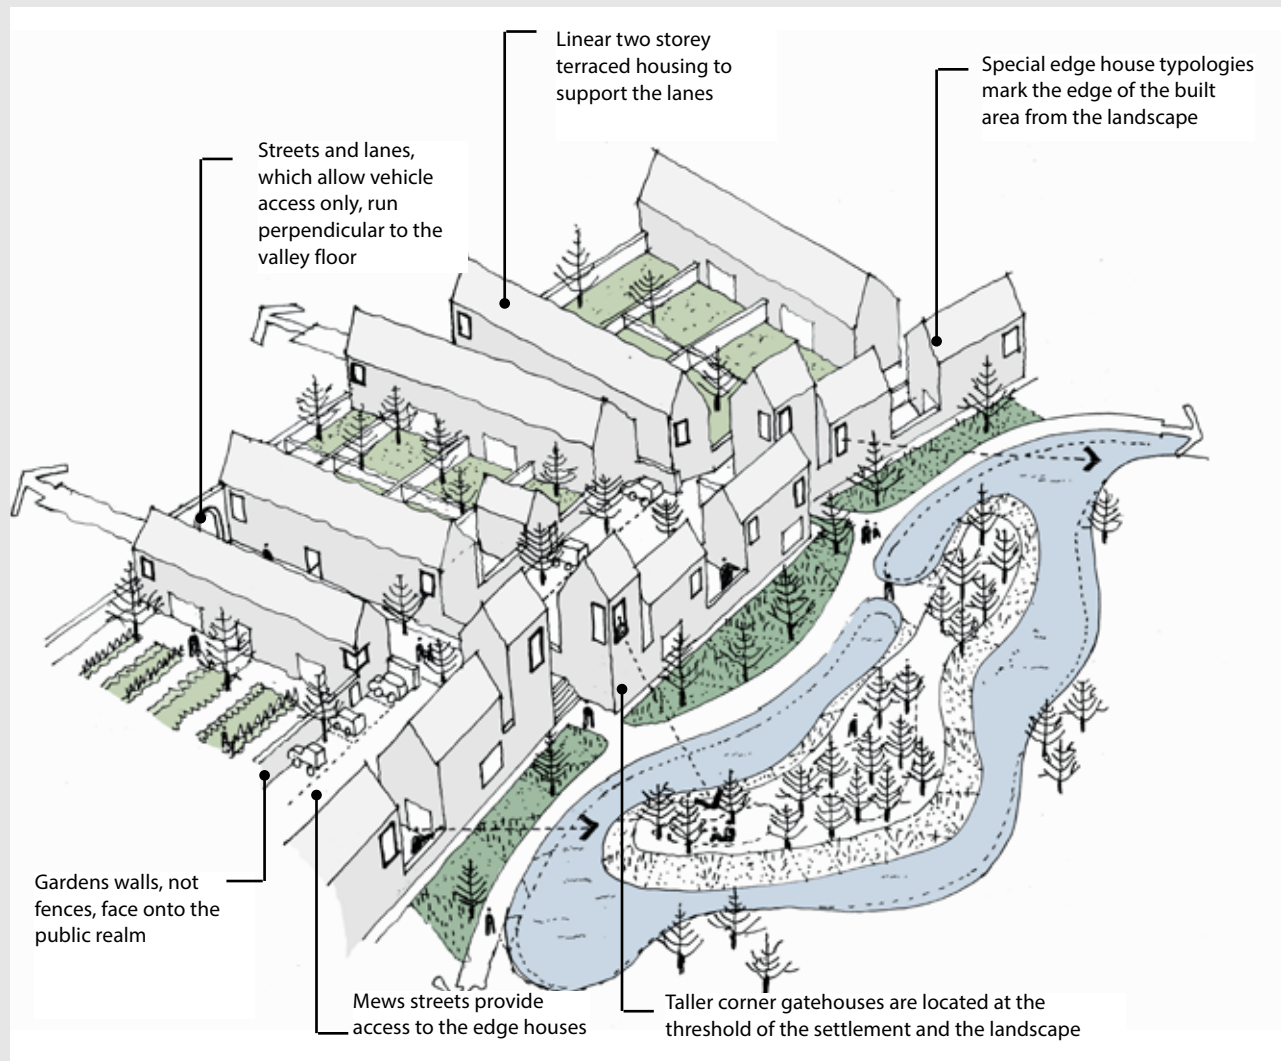 Linear two storey
terraced housing to
support the lanes
Special edge house typologies
mark the edge of the built
area from the landscape
Streets and lanes,
which allow vehicle
access only, run
perpendicular to the
valley floor
Gardens walls, not
fences, face onto the
public realm
Mews streets provide
access to the edge houses
Taller corner gatehouses are located at the
threshold of the settlement and the landscape